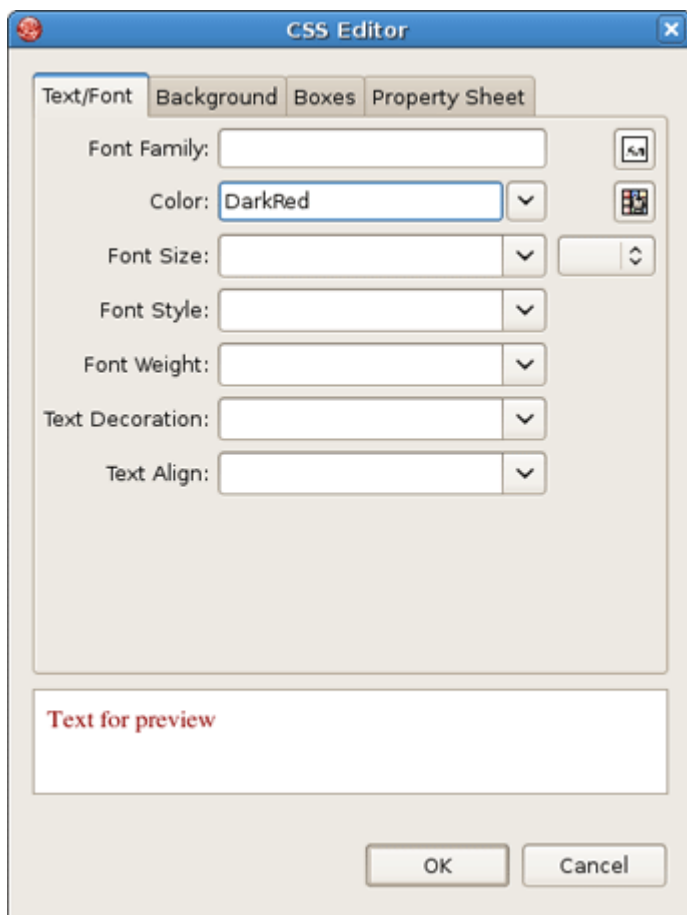 CSS Editor
Text/Font Background Boxes Property Sheet
Font Family:
Color: DarkRed
Font Size:
Font Style:
Font Weight:
Text Decoration:
Text Align:
Text for preview
OK Cancel